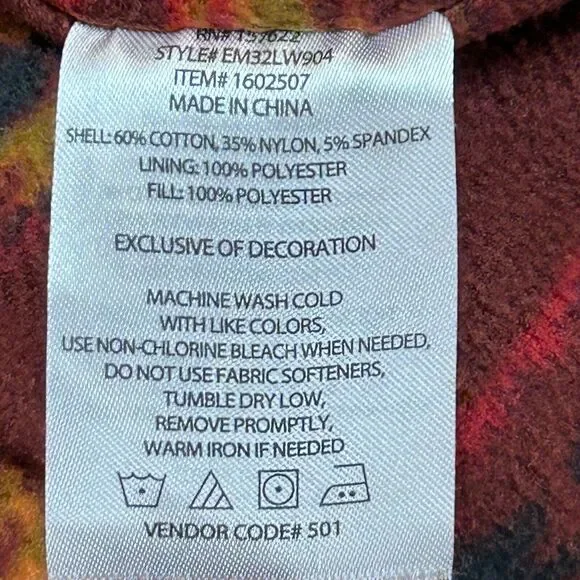 RN# 157622
STYLE# EM32LW904
ITEM# 1602507
MADE IN CHINA
SHELL: 60% COTTON, 35% NYLON, 5% SPANDEX
LINING: 100% POLYESTER
FILL: 100% POLYESTER
EXCLUSIVE OF DECORATION
MACHINE WASH COLD
WITH LIKE COLORS,
USE NON-CHLORINE BLEACH WHEN NEEDED,
DO NOT USE FABRIC SOFTENERS,
TUMBLE DRY LOW,
REMOVE PROMPTLY,
WARM IRON IF NEEDED
VENDOR CODE# 501